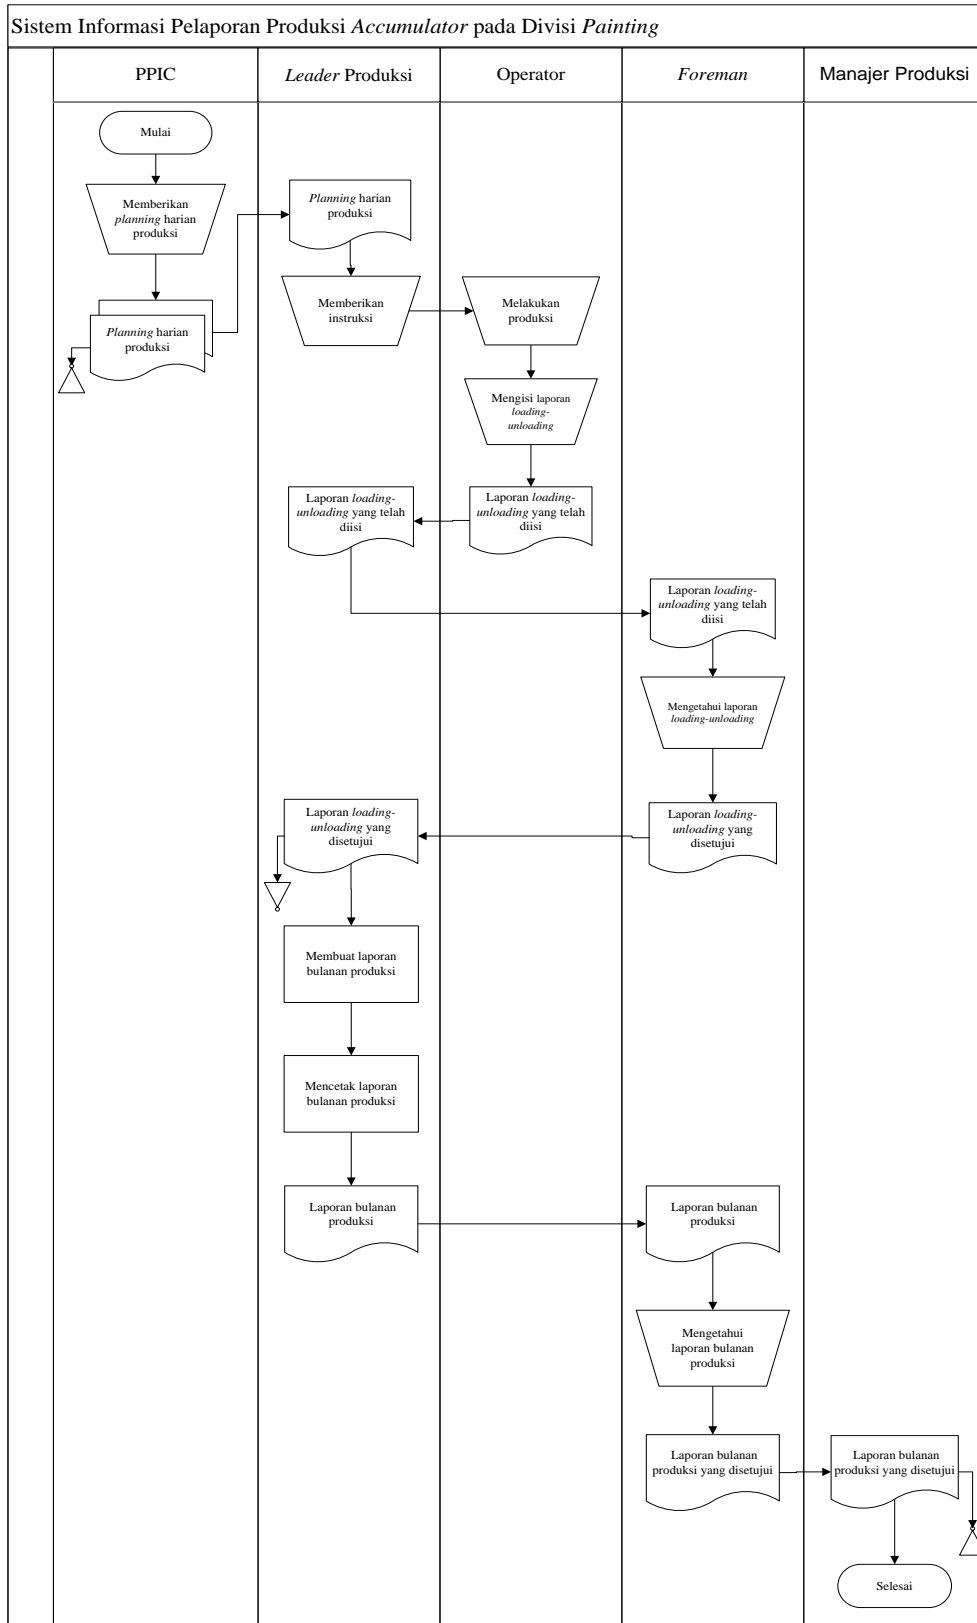 Sistem Informasi Pelaporan Produksi Accumulator pada Divisi Painting
PPIC
Leader Produksi
Operator
Foreman
Manajer Produksi
Mulai
Memberikan
planning harian
produksi
Planning harian
produksi
Planning harian
produksi
Memberikan
instruksi
Melakukan
produksi
Mengisi laporan
loading-
unloading
Laporan loading-
unloading yang telah
diisi
Laporan loading-
unloading yang telah
diisi
Laporan loading-
unloading yang telah
diisi
Mengetahui laporan
loading-unloading
Laporan loading-
unloading yang
disetujui
Laporan loading-
unloading yang
disetujui
Membuat laporan
bulanan produksi
Mencetak laporan
bulanan produksi
Laporan bulanan
produksi
Laporan bulanan
produksi
Mengetahui
laporan bulanan
produksi
Laporan bulanan
produksi yang disetujui
Laporan bulanan
produksi yang disetujui
Selesai